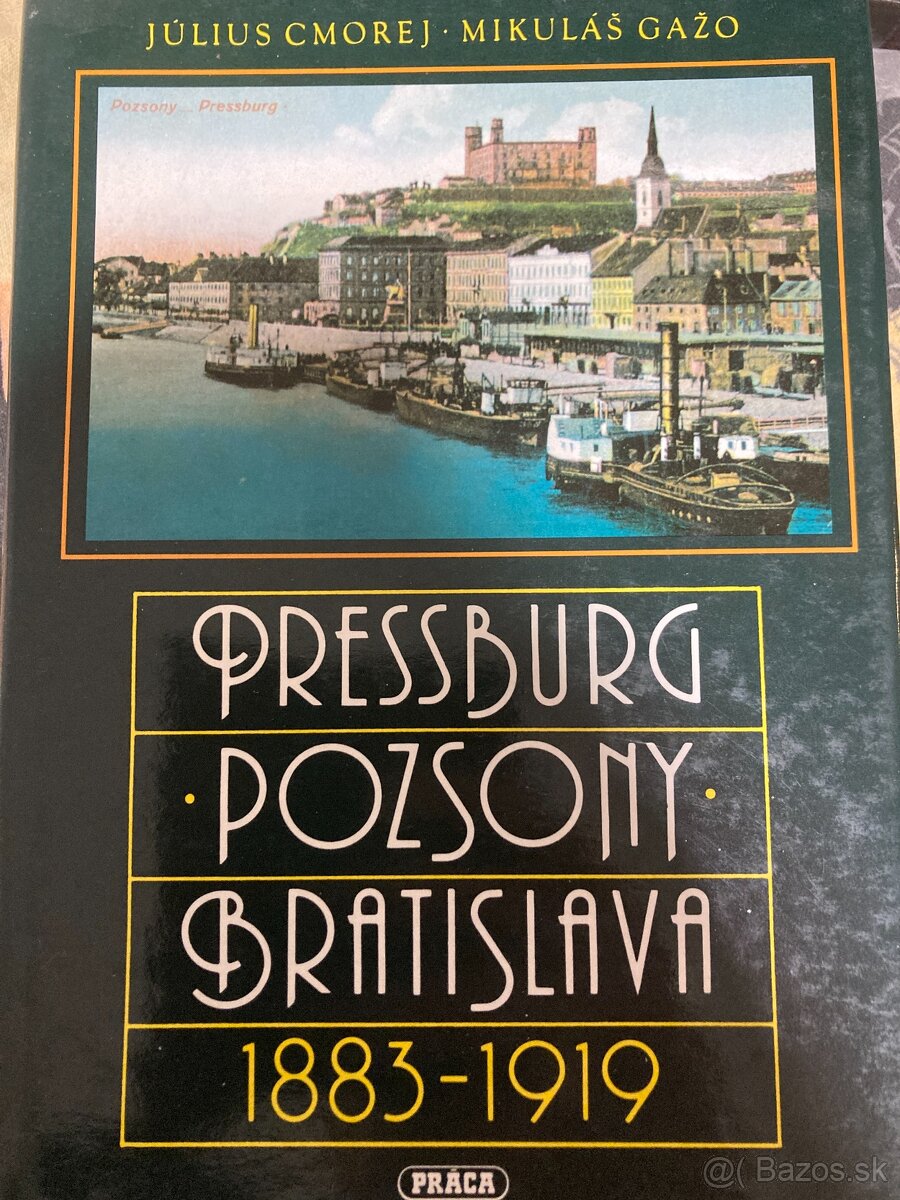 JÚLIUS CMOREJ · MIKULÁŠ GAŽO
Pozsony ... Pressburg
PRESSBURG
· POZSONY ·
BRATISLAVA
1883-1919
PRÁCA
@( Bazos.sk